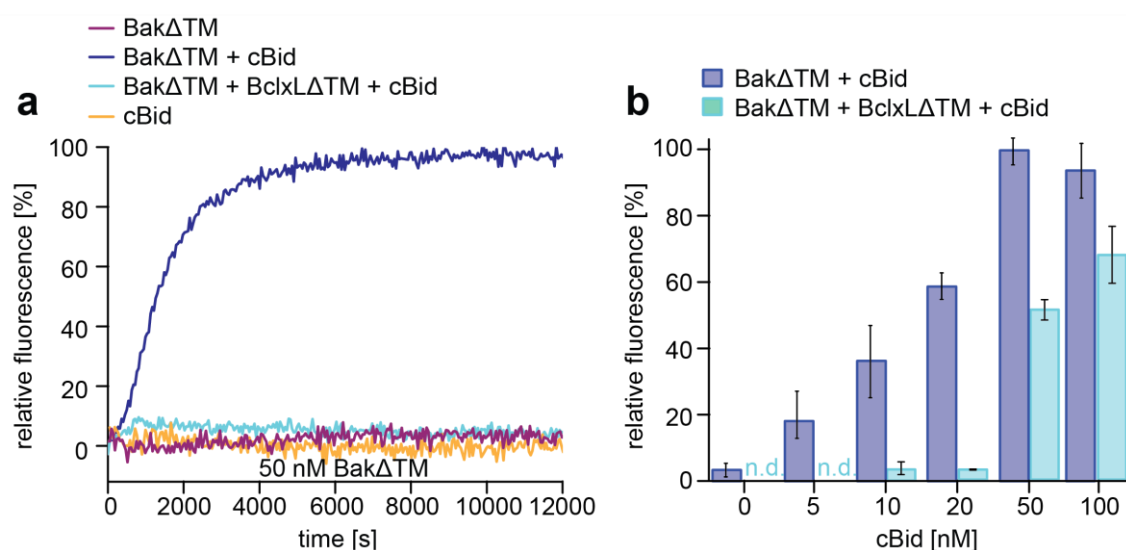 BakΔTM
BakΔTM + cBid
BakΔTM + BclxLΔTM + cBid
cBid
a
relative fluorescence [%]
100
80
60
40
20
0
50 nM BakΔTM
0 2000 4000 6000 8000 10000 12000
time [s]
BakΔTM + cBid
BakΔTM + BclxLΔTM + cBid
b
relative fluorescence [%]
100
80
60
40
20
0
n.d. n.d.
0 5 10 20 50 100
cBid [nM]